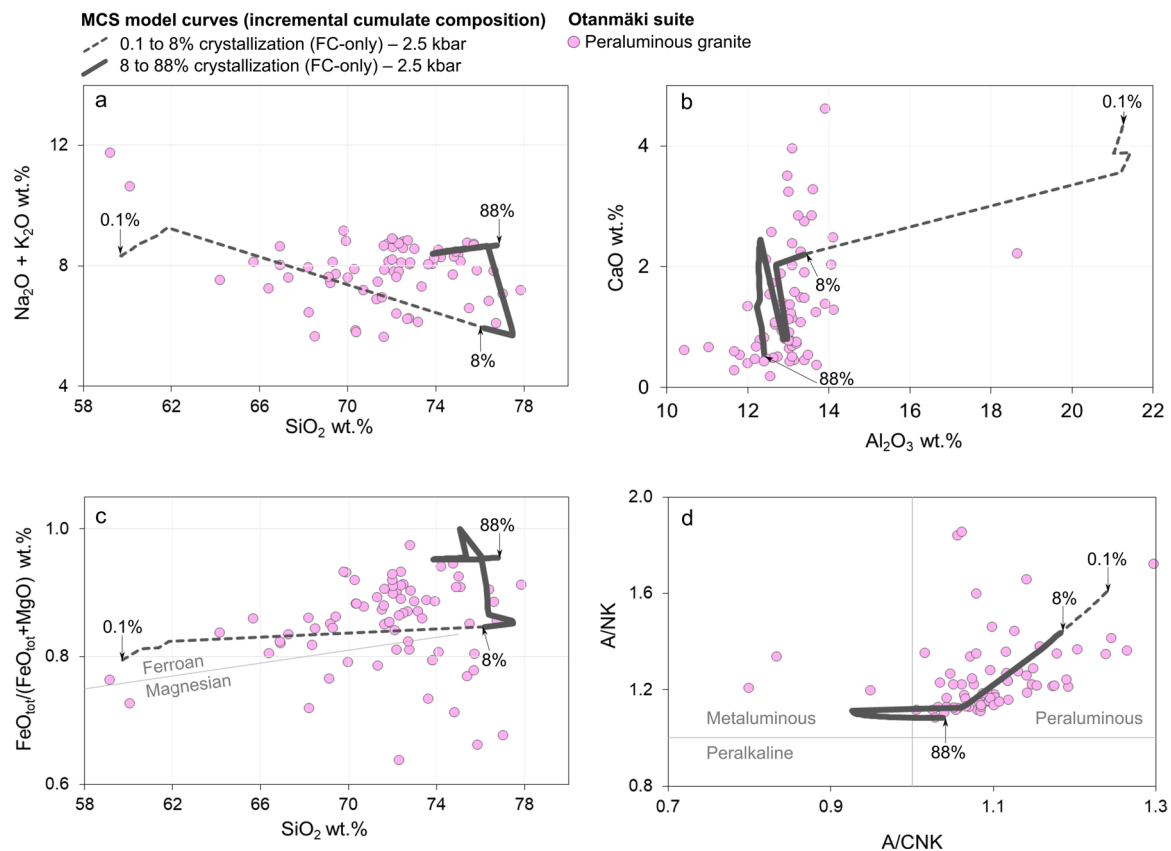 MCS model curves (incremental cumulate composition)
0.1 to 8% crystallization (FC-only) – 2.5 kbar
8 to 88% crystallization (FC-only) – 2.5 kbar
Otanmäki suite
Peraluminous granite
a
Na₂O + K₂O wt.%
12
8
4
0.1%
88%
8%
58
62
66
70
74
78
SiO₂ wt.%
b
CaO wt.%
4
2
0
0.1%
8%
88%
10
12
14
16
18
20
22
Al₂O₃ wt.%
c
FeOtot/(FeOtot+MgO) wt.%
1.0
0.8
0.6
0.1%
88%
8%
Ferroan
Magnesian
58
62
66
70
74
78
SiO₂ wt.%
d
A/NK
2.0
1.6
1.2
0.8
0.1%
8%
88%
Metaluminous
Peraluminous
Peralkaline
0.7
0.9
1.1
1.3
A/CNK